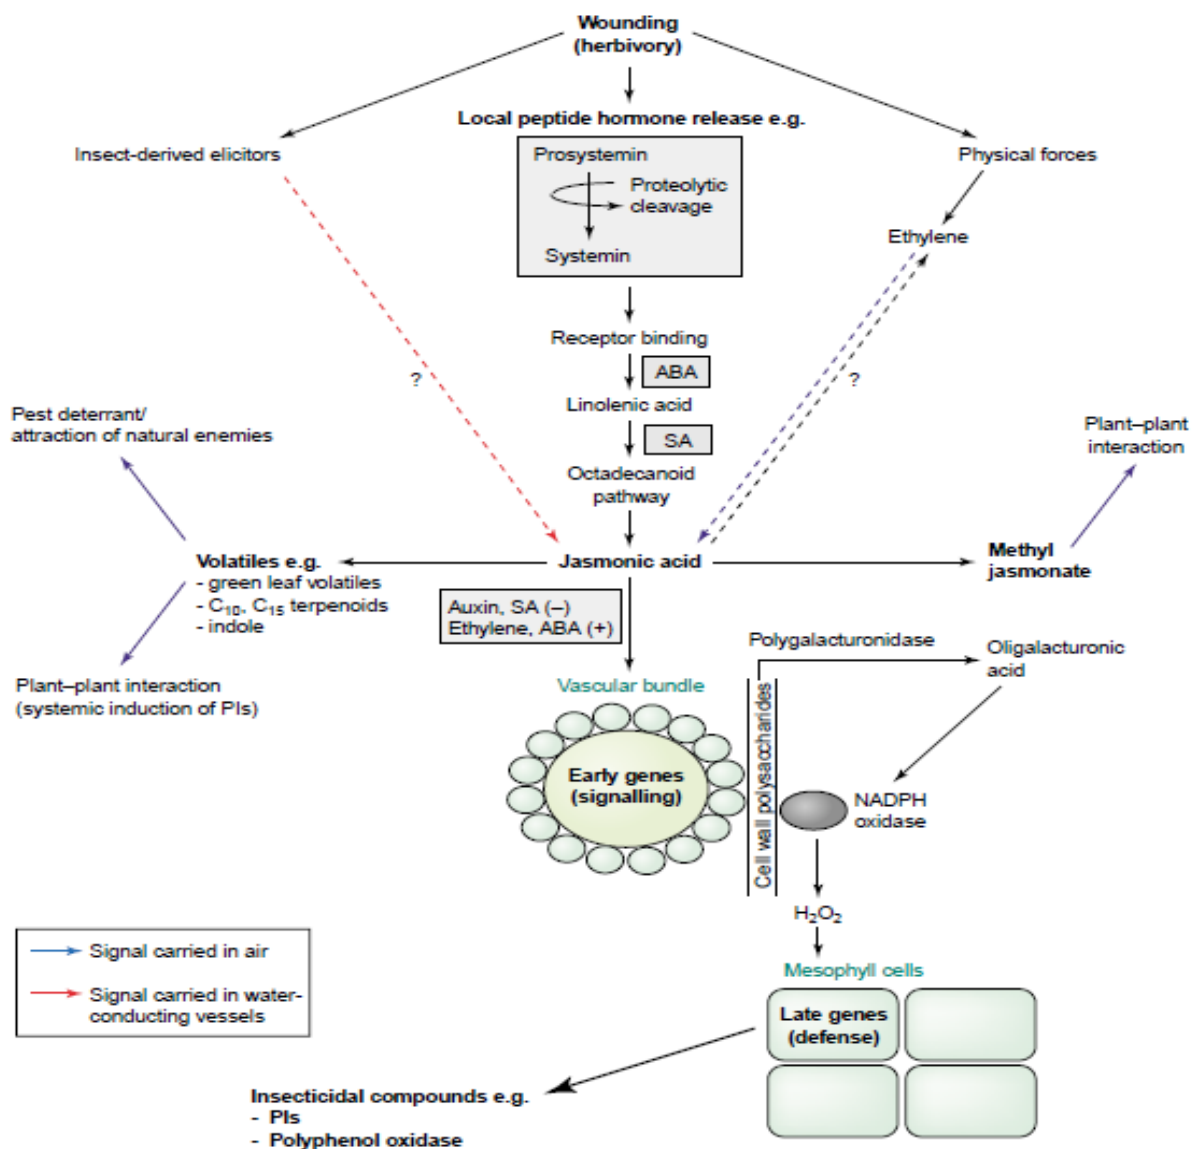 Wounding
(herbivory)
Local peptide hormone release e.g.
Insect-derived elicitors
Prosystemin
Proteolytic
cleavage
Systemin
Physical forces
Ethylene
Receptor binding
ABA
Linolenic acid
SA
Octadecanoid
pathway
?
?
Pest deterrant/
attraction of natural enemies
Plant–plant
interaction
Volatiles e.g.
- green leaf volatiles
- C10, C15 terpenoids
- indole
Jasmonic acid
Methyl
jasmonate
Auxin, SA (–)
Ethylene, ABA (+)
Plant–plant interaction
(systemic induction of PIs)
Vascular bundle
Early genes
(signalling)
Polygalacturonidase
Oligalacturonic
acid
Cell wall polysaccharides
NADPH
oxidase
H2O2
Signal carried in air
Signal carried in water-
conducting vessels
Mesophyll cells
Late genes
(defense)
Insecticidal compounds e.g.
- PIs
- Polyphenol oxidase